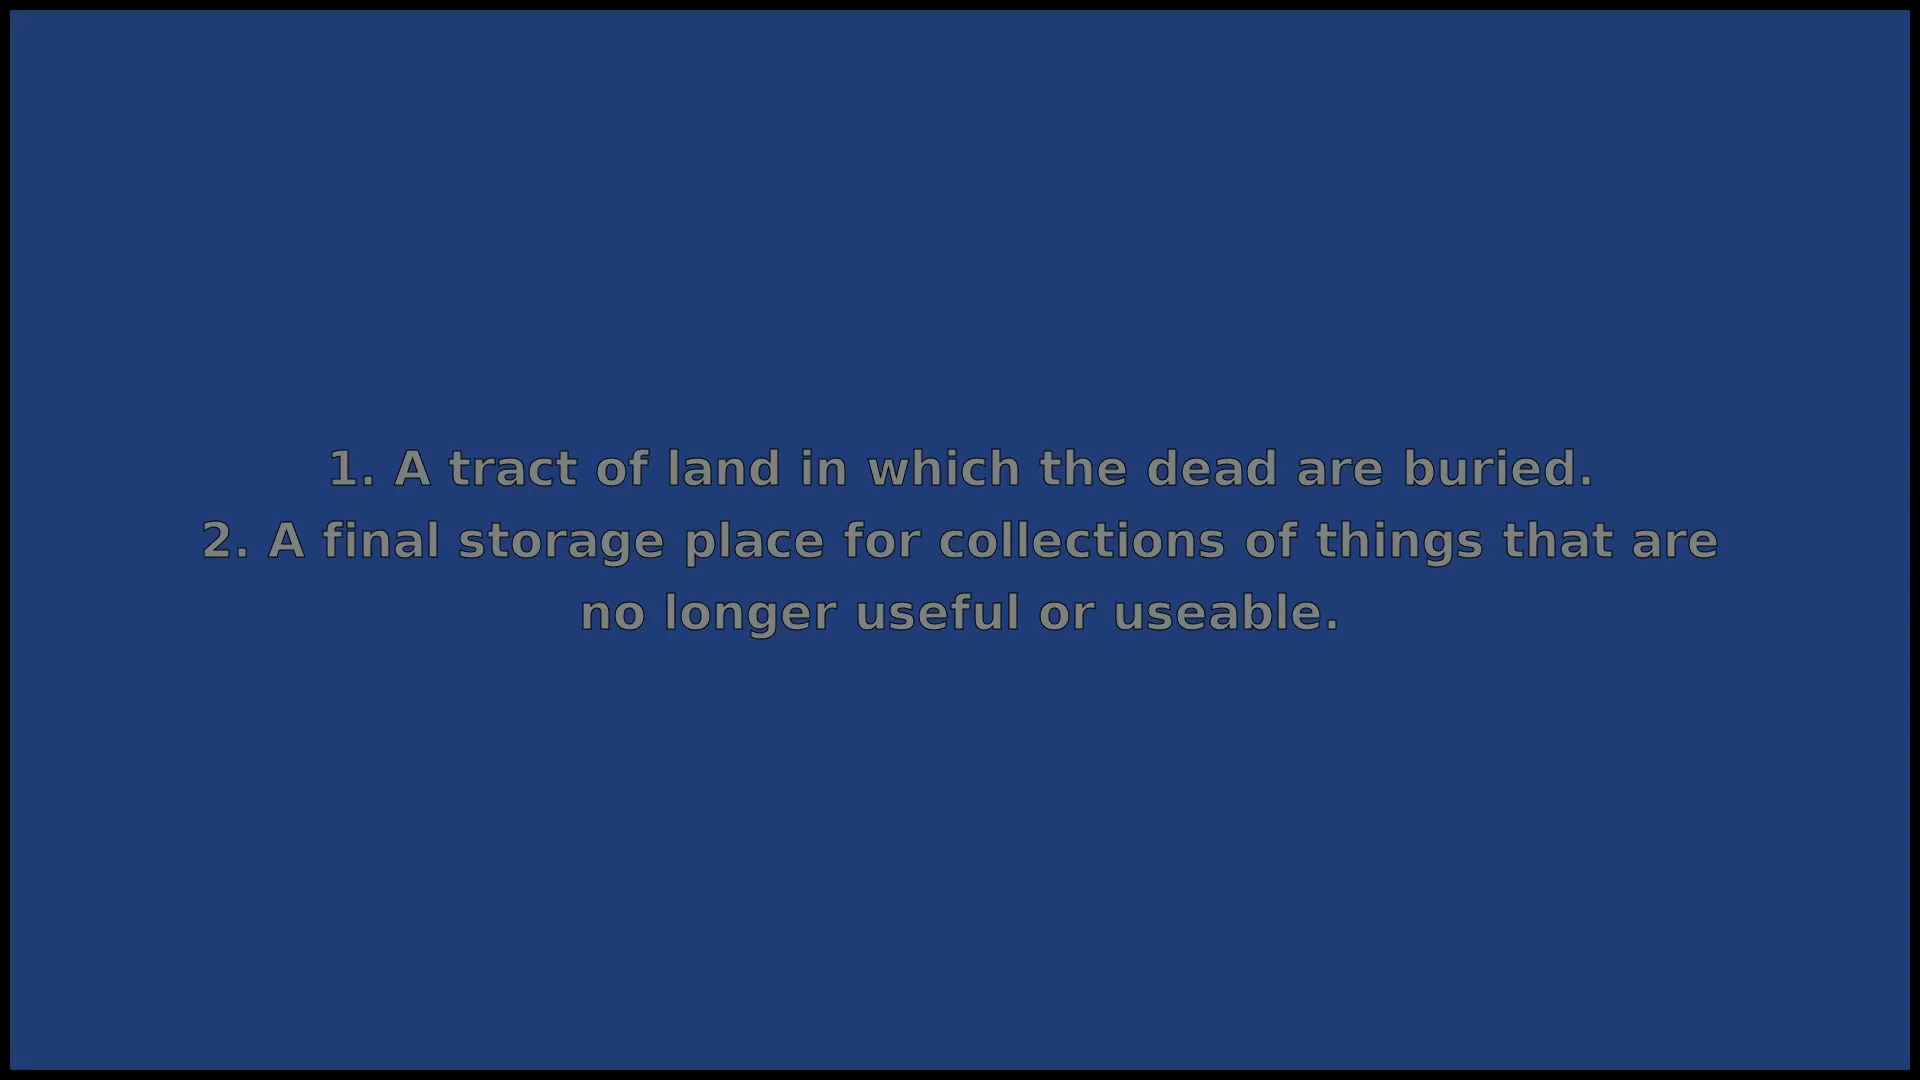 1. A tract of land in which the dead are buried.
2. A final storage place for collections of things that are
no longer useful or useable.